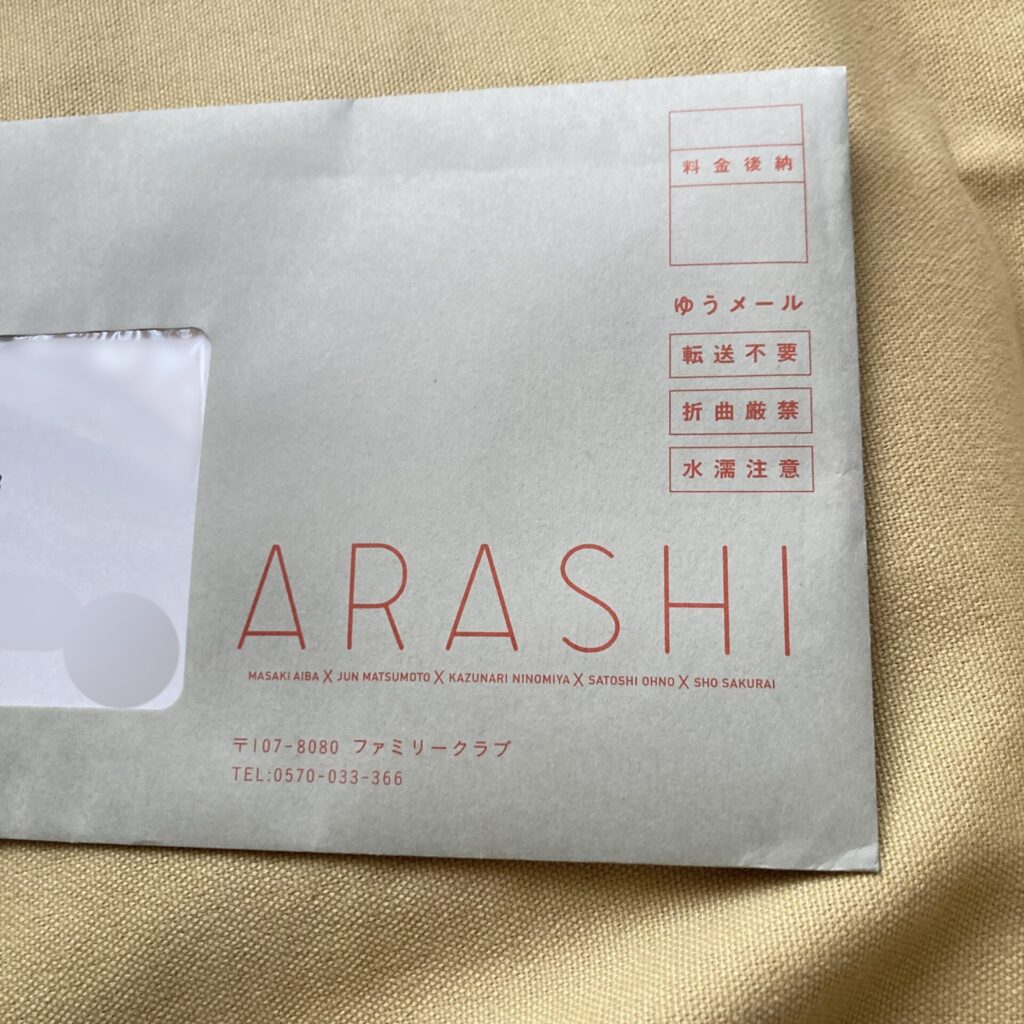 料金後納
ゆうメール
転送不要
折曲厳禁
水濡注意
ARASHI
MASAKI AIBA X JUN MATSUMOTO X KAZUNARI NINOMIYA X SATOSHI OHNO X SHO SAKURAI
〒107-8080 ファミリークラブ
TEL:0570-033-366